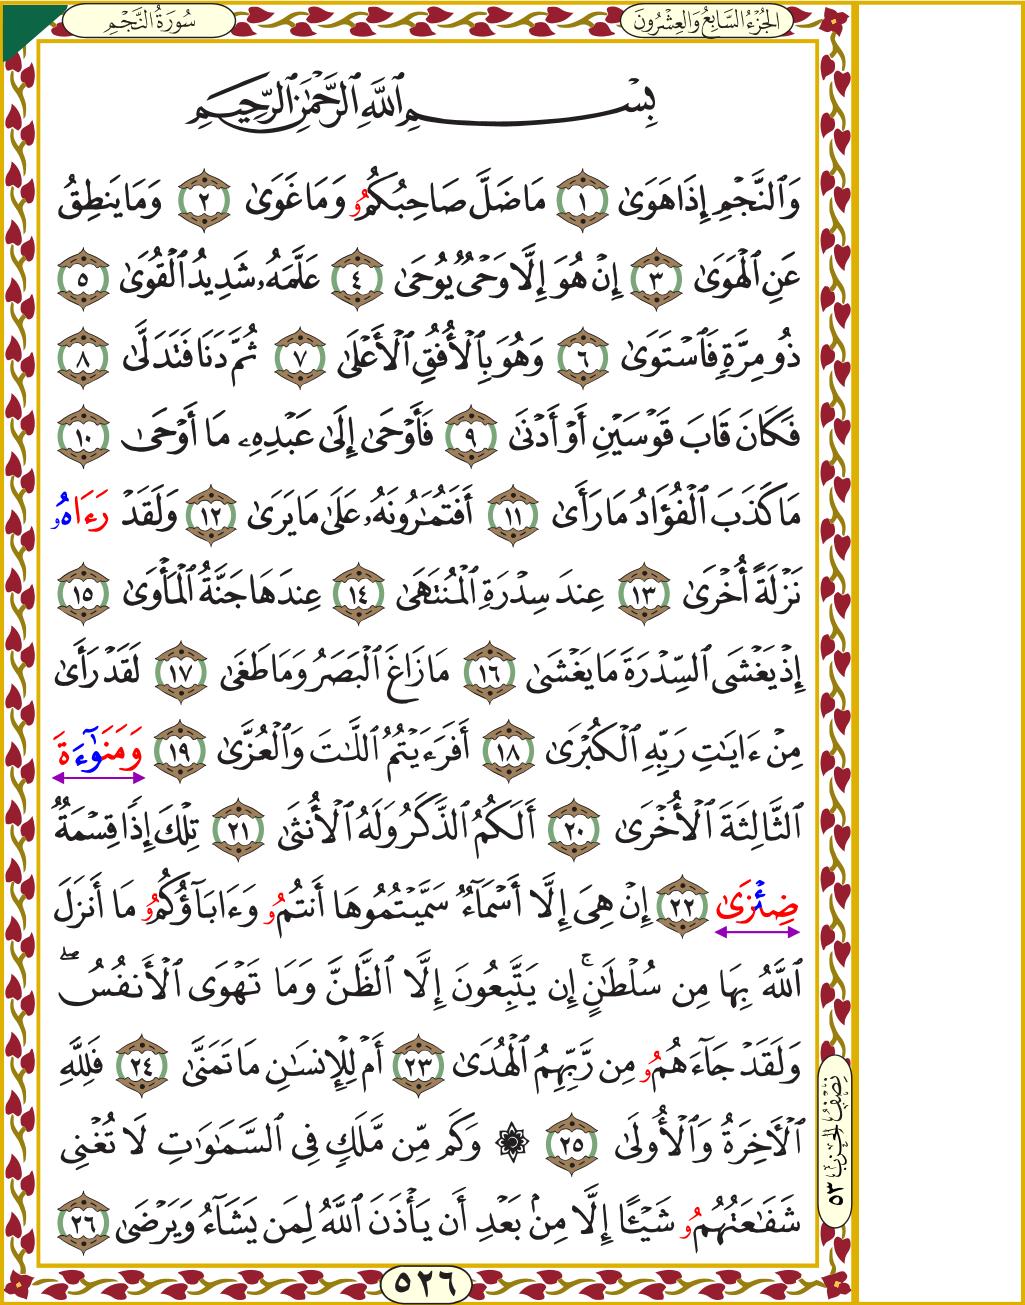 الجُزْءُ السَّابِعُ وَالعِشْرُونَ
سُورَةُ النَّجْمِ
بِسْمِ ٱللَّهِ ٱلرَّحْمَٰنِ ٱلرَّحِيمِ
وَٱلنَّجْمِ إِذَا هَوَىٰ ١ مَا ضَلَّ صَاحِبُكُمُۥ وَمَا غَوَىٰ ٢ وَمَا يَنطِقُ
عَنِ ٱلْهَوَىٰ ٣ إِنْ هُوَ إِلَّا وَحْيٌ يُوحَىٰ ٤ عَلَّمَهُۥ شَدِيدُ ٱلْقُوَىٰ ٥
ذُو مِرَّةٍ فَٱسْتَوَىٰ ٦ وَهُوَ بِٱلْأُفُقِ ٱلْأَعْلَىٰ ٧ ثُمَّ دَنَا فَتَدَلَّىٰ ٨
فَكَانَ قَابَ قَوْسَيْنِ أَوْ أَدْنَىٰ ٩ فَأَوْحَىٰ إِلَىٰ عَبْدِهِۦ مَا أَوْحَىٰ ١٠
مَا كَذَبَ ٱلْفُؤَادُ مَا رَأَىٰ ١١ أَفَتُمَٰرُونَهُۥ عَلَىٰ مَا يَرَىٰ ١٢ وَلَقَدْ رَءَاهُۥ
نَزْلَةً أُخْرَىٰ ١٣ عِندَ سِدْرَةِ ٱلْمُنتَهَىٰ ١٤ عِندَهَا جَنَّةُ ٱلْمَأْوَىٰ ١٥
إِذْ يَغْشَى ٱلسِّدْرَةَ مَا يَغْشَىٰ ١٦ مَا زَاغَ ٱلْبَصَرُ وَمَا طَغَىٰ ١٧ لَقَدْ رَأَىٰ
مِنْ ءَايَٰتِ رَبِّهِ ٱلْكُبْرَىٰ ١٨ أَفَرَءَيْتُمُ ٱللَّٰتَ وَٱلْعُزَّىٰ ١٩ وَمَنَوٰٓءَةَ
ٱلثَّالِثَةَ ٱلْأُخْرَىٰ ٢٠ أَلَكُمُ ٱلذَّكَرُ وَلَهُ ٱلْأُنثَىٰ ٢١ تِلْكَ إِذًا قِسْمَةٌ
ضِئْزَىٰ ٢٢ إِنْ هِيَ إِلَّا أَسْمَآءٌ سَمَّيْتُمُوهَا أَنتُمُۥ وَءَابَآؤُكُمُۥ مَا أَنزَلَ
ٱللَّهُ بِهَا مِن سُلْطَٰنٍۚ إِن يَتَّبِعُونَ إِلَّا ٱلظَّنَّ وَمَا تَهْوَى ٱلْأَنفُسُۖ
وَلَقَدْ جَآءَهُمُۥ مِن رَّبِّهِمُ ٱلْهُدَىٰ ٢٣ أَمْ لِلْإِنسَٰنِ مَا تَمَنَّىٰ ٢٤ فَلِلَّهِ
ٱلْأَخِرَةُ وَٱلْأُولَىٰ ٢٥ ۞ وَكَم مِّن مَّلَكٍ فِي ٱلسَّمَٰوَٰتِ لَا تُغْنِى
شَفَٰعَتُهُمُۥ شَيْـًٔا إِلَّا مِنۢ بَعْدِ أَن يَأْذَنَ ٱللَّهُ لِمَن يَشَآءُ وَيَرْضَىٰ ٢٦
نِصْفُ الحِزْبِ ٥٣
٥٢٦